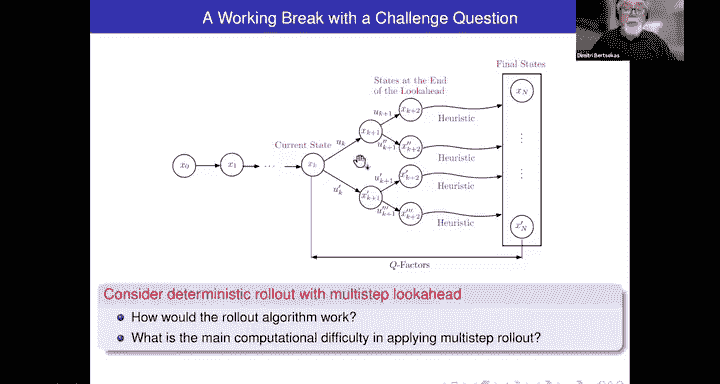 A Working Break with a Challenge Question
Dimitri Bertsekas
Final States
States at the End
of the Lookahead
Current State
x_0
x_1
...
x_k
u_k
u'_k
x_{k+1}
x'_{k+1}
u_{k+1}
u''_{k+1}
u'_{k+1}
u'''_{k+1}
x_{k+2}
x''_{k+2}
x'_{k+2}
x'''_{k+2}
Heuristic
Heuristic
Heuristic
Heuristic
x_N
x'_N
Q-Factors
Consider deterministic rollout with multistep lookahead
How would the rollout algorithm work?
What is the main computational difficulty in applying multistep rollout?